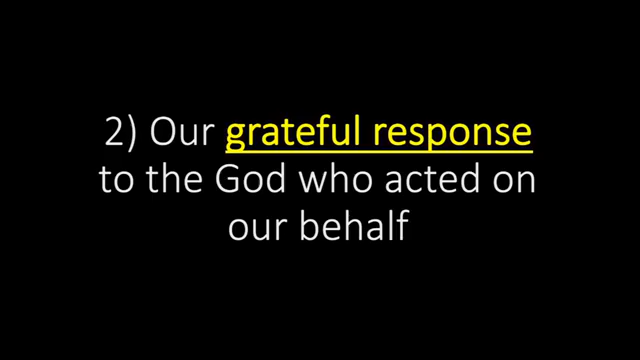 2) Our grateful response
to the God who acted on
our behalf